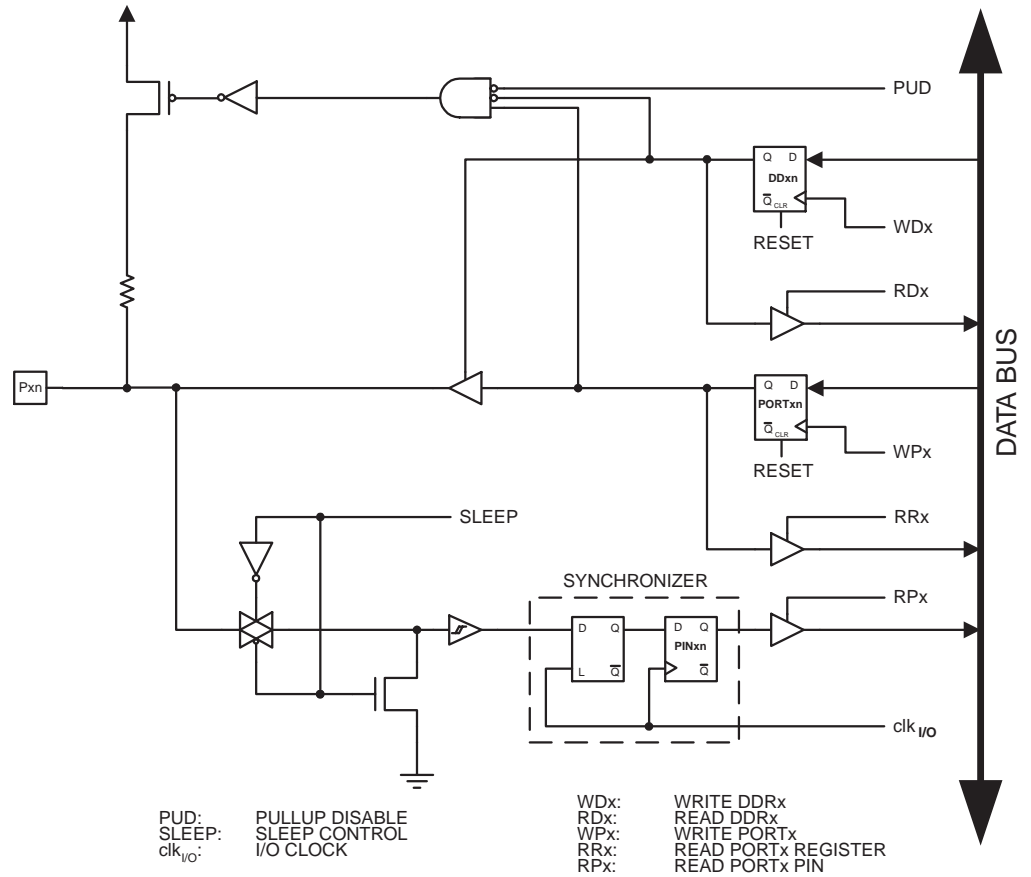 PUD
Q D
DDxn
Q CLR
WDx
RESET
RDx
Pxn
Q D
PORTxn
Q CLR
WPx
RESET
DATA BUS
SLEEP
RRx
SYNCHRONIZER
RPx
D Q
L Q
D Q
PINxn
Q
clk I/O
PUD: PULLUP DISABLE
SLEEP: SLEEP CONTROL
clkI/O: I/O CLOCK
WDx: WRITE DDRx
RDx: READ DDRx
WPx: WRITE PORTx
RRx: READ PORTx REGISTER
RPx: READ PORTx PIN